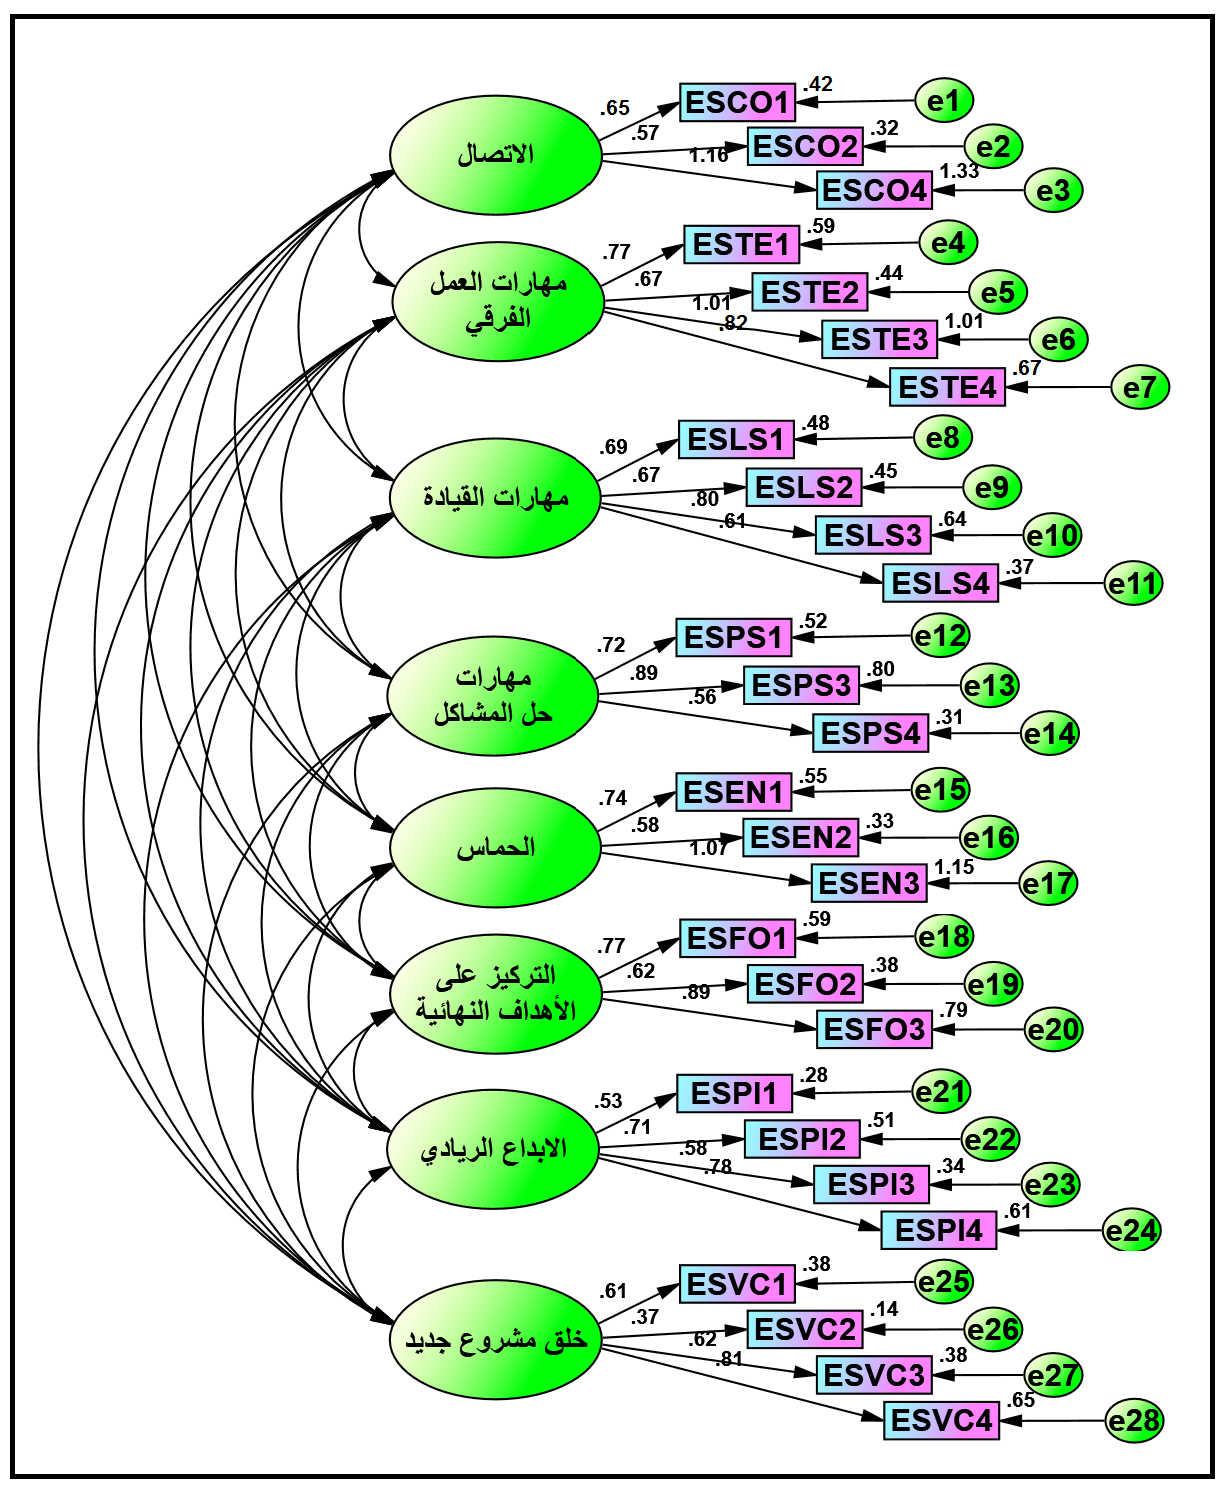 الاتصال
.65
ESCO1
.42
e1
.57
ESCO2
.32
e2
1.16
ESCO4
1.33
e3
مهارات العمل
الفرقي
.77
ESTE1
.59
e4
.67
ESTE2
.44
e5
1.01
ESTE3
1.01
e6
.82
ESTE4
.67
e7
مهارات القيادة
.69
ESLS1
.48
e8
.67
ESLS2
.45
e9
.80
ESLS3
.64
e10
.61
ESLS4
.37
e11
مهارات
حل المشاكل
.72
ESPS1
.52
e12
.89
ESPS3
.80
e13
.56
ESPS4
.31
e14
الحماس
.74
ESEN1
.55
e15
.58
ESEN2
.33
e16
1.07
ESEN3
1.15
e17
التركيز على
الأهداف النهائية
.77
ESFO1
.59
e18
.62
ESFO2
.38
e19
.89
ESFO3
.79
e20
الابداع الريادي
.53
ESPI1
.28
e21
.71
ESPI2
.51
e22
.58
ESPI3
.34
e23
.78
ESPI4
.61
e24
خلق مشروع جديد
.61
ESVC1
.38
e25
.37
ESVC2
.14
e26
.62
ESVC3
.38
e27
.81
ESVC4
.65
e28